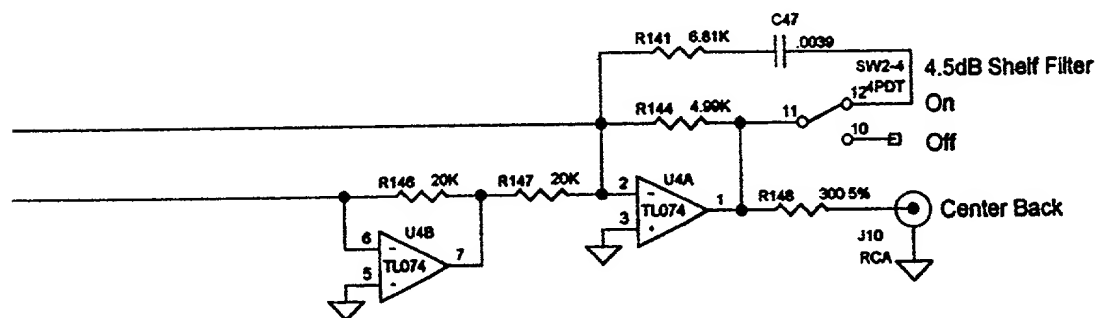 C47
R141 6.81K .0039
SW2-4
4PDT
4.5dB Shelf Filter
12
On
R144 4.99K
11
10
Off
R146 20K R147 20K
2 - U4A
TL074 1
3 +
R148 300 5%
Center Back
J10
RCA
6 - U4B
TL074 7
5